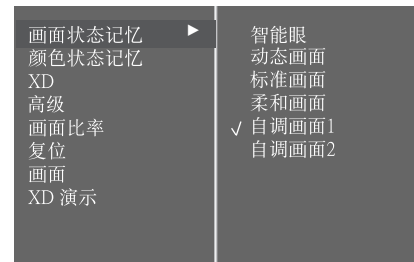 画面状态记忆
颜色状态记忆
XD
高级
画面比率
复位
画面
XD 演示
智能眼
动态画面
标准画面
柔和画面
√ 自调画面1
自调画面2